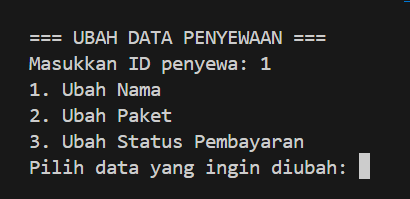 === UBAH DATA PENYEWAAN ===
Masukkan ID penyewa: 1
1. Ubah Nama
2. Ubah Paket
3. Ubah Status Pembayaran
Pilih data yang ingin diubah: